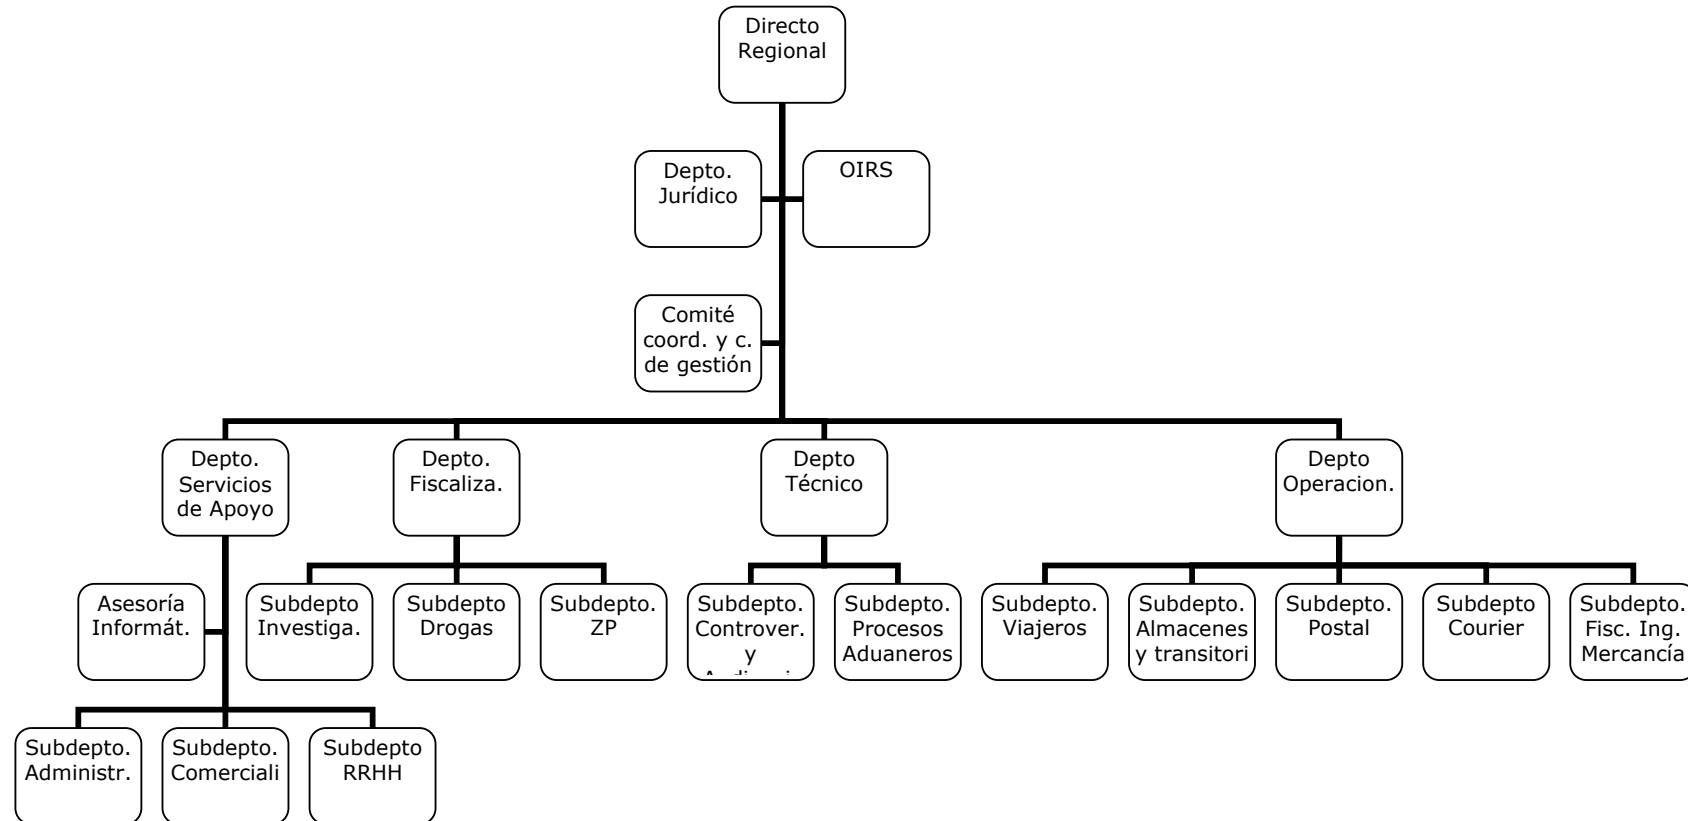 Directo
Regional
Depto.
Jurídico
OIRS
Comité
coord. y c.
de gestión
Depto.
Servicios
de Apoyo
Depto.
Fiscaliza.
Depto
Técnico
Depto
Operacion.
Asesoría
Informát.
Subdepto
Investiga.
Subdepto
Drogas
Subdepto.
ZP
Subdepto.
Controver.
y
Subdepto.
Procesos
Aduaneros
Subdepto.
Viajeros
Subdepto.
Almacenes
y transitori
Subdepto.
Postal
Subdepto
Courier
Subdepto.
Fisc. Ing.
Mercancía
Subdepto.
Administr.
Subdepto.
Comerciali
Subdepto
RRHH